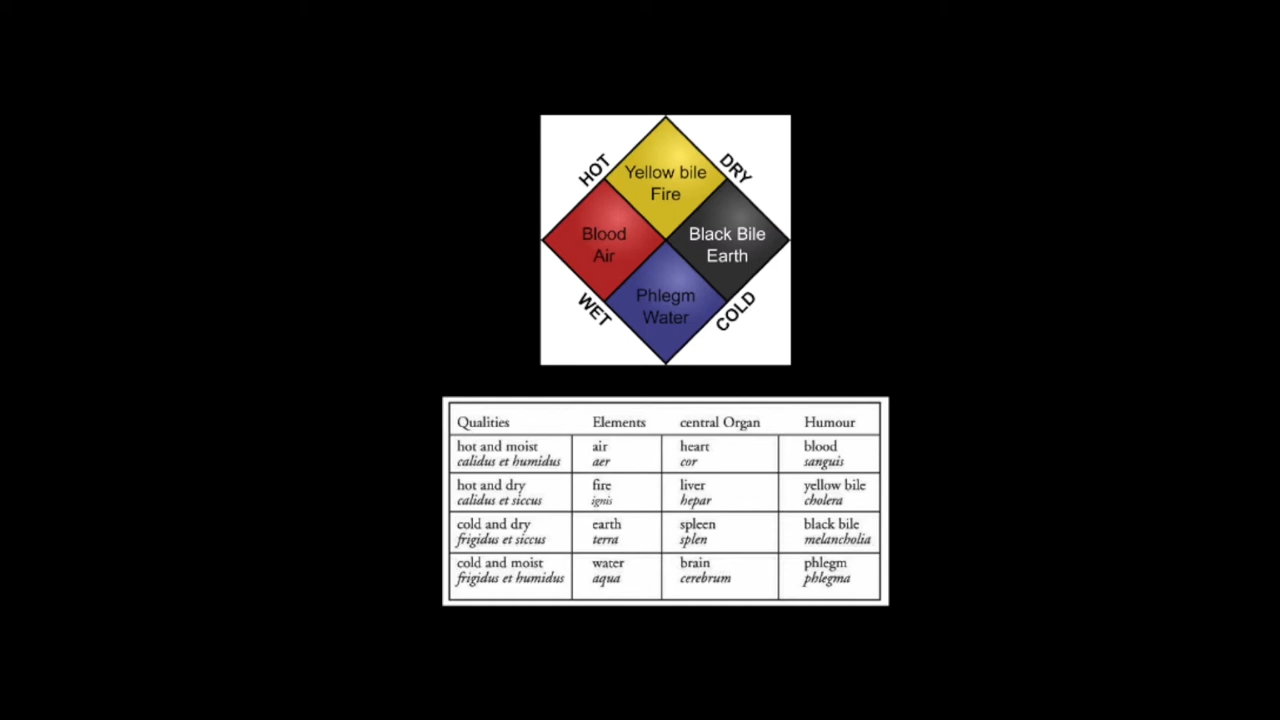 HOT
DRY
Yellow bile
Fire
Blood
Air
Black Bile
Earth
Phlegm
Water
WET
COLD
Qualities Elements central Organ Humour
hot and moist air heart blood
calidus et humidus aer cor sanguis
hot and dry fire liver yellow bile
calidus et siccus ignis hepar cholera
cold and dry earth spleen black bile
frigidus et siccus terra splen melancholia
cold and moist water brain phlegm
frigidus et humidus aqua cerebrum phlegma